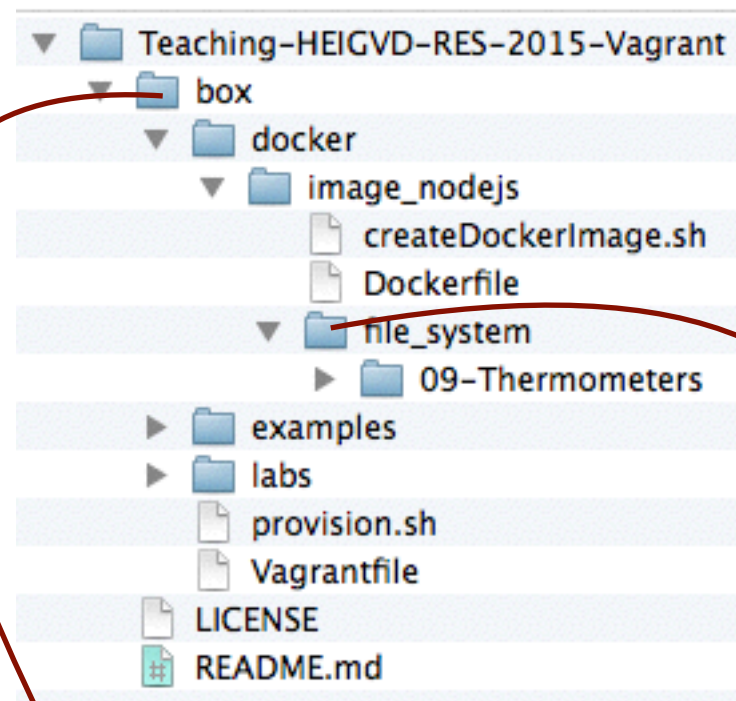 Teaching-HEIGVD-RES-2015-Vagrant
box
docker
image_nodejs
createDockerImage.sh
Dockerfile
file_system
09-Thermometers
examples
labs
provision.sh
Vagrantfile
LICENSE
README.md